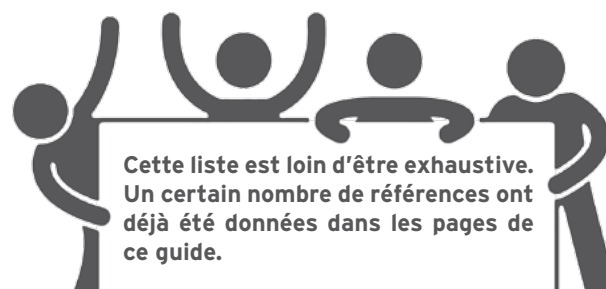 Cette liste est loin d'être exhaustive.
Un certain nombre de références ont
déjà été données dans les pages de
ce guide.